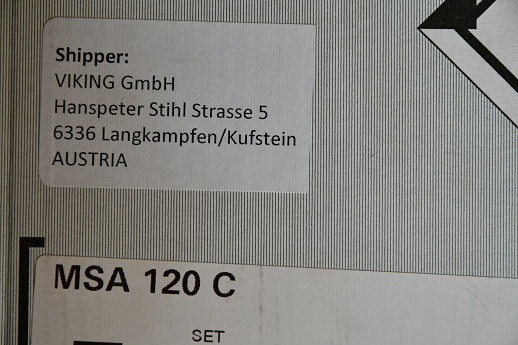 Shipper:
VIKING GmbH
Hanspeter Stihl Strasse 5
6336 Langkampfen/Kufstein
AUSTRIA
MSA 120 C
SET